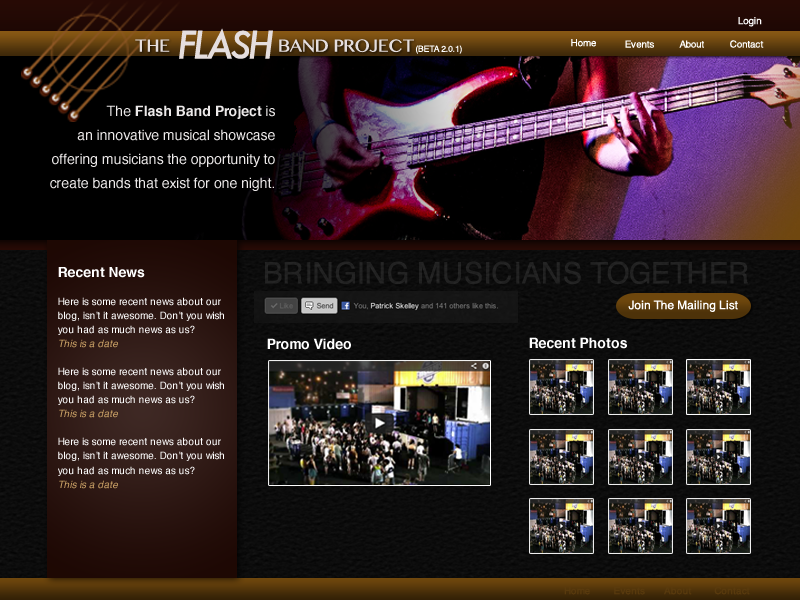 Login
THE FLASH BAND PROJECT (BETA 2.0.1)
Home Events About Contact
The Flash Band Project is
an innovative musical showcase
offering musicians the opportunity to
create bands that exist for one night.
Recent News
Here is some recent news about our
blog, isn't it awesome. Don't you wish
you had as much news as us?
This is a date
Here is some recent news about our
blog, isn't it awesome. Don't you wish
you had as much news as us?
This is a date
Here is some recent news about our
blog, isn't it awesome. Don't you wish
you had as much news as us?
This is a date
BRINGING MUSICIANS TOGETHER
Like Send You, Patrick Skelley and 141 others like this.
Join The Mailing List
Promo Video
Recent Photos
Home Events About Contact